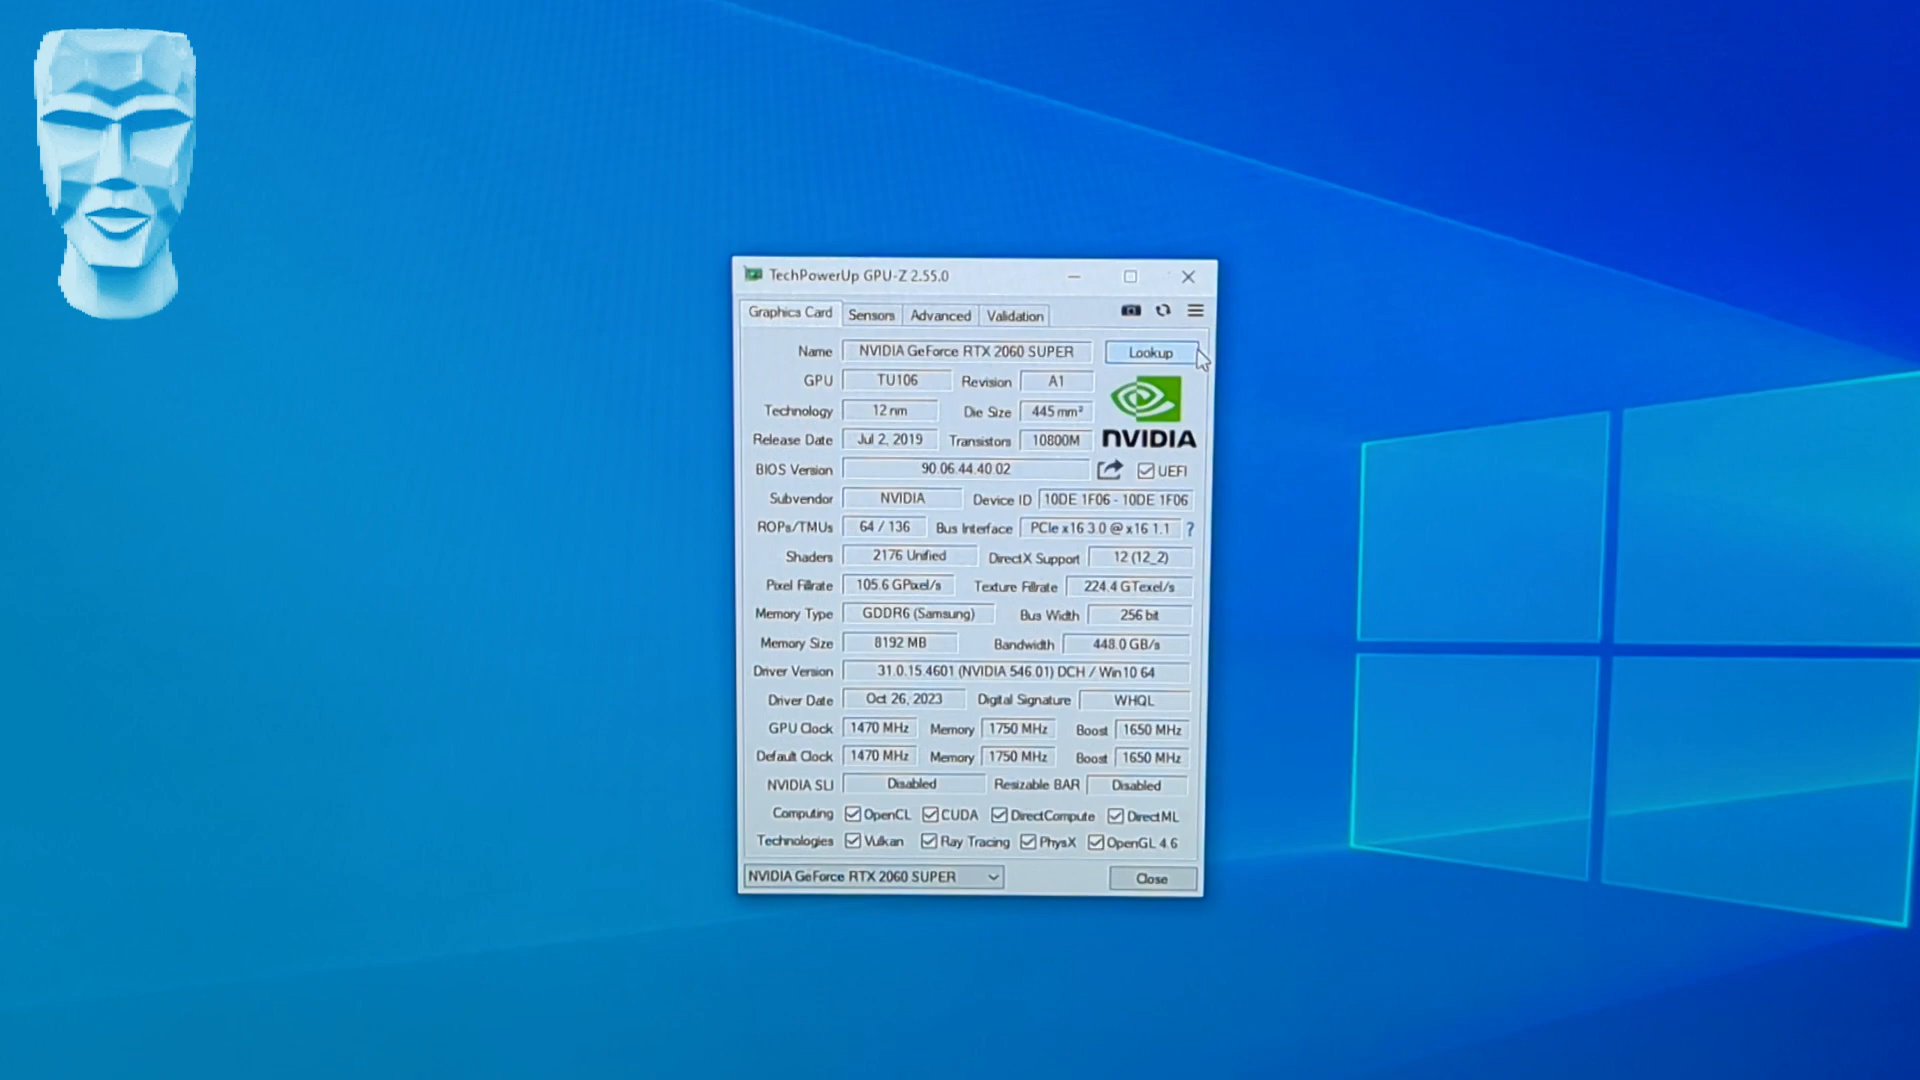 TechPowerUp GPU-Z 2.55.0
Graphics Card Sensors Advanced Validation
Name NVIDIA GeForce RTX 2060 SUPER Lookup
GPU TU106 Revision A1
Technology 12 nm Die Size 445 mm²
Release Date Jul 2, 2019 Transistors 10800M
NVIDIA
BIOS Version 90.06.44.40.02 UEFI
Subvendor NVIDIA Device ID 10DE 1F06 - 10DE 1F06
ROPs/TMUs 64 / 136 Bus Interface PCIe x16 3.0 @ x16 1.1 ?
Shaders 2176 Unified DirectX Support 12 (12_2)
Pixel Fillrate 105.6 GPixel/s Texture Fillrate 224.4 GTexel/s
Memory Type GDDR6 (Samsung) Bus Width 256 bit
Memory Size 8192 MB Bandwidth 448.0 GB/s
Driver Version 31.0.15.4601 (NVIDIA 546.01) DCH / Win10 64
Driver Date Oct 26, 2023 Digital Signature WHQL
GPU Clock 1470 MHz Memory 1750 MHz Boost 1650 MHz
Default Clock 1470 MHz Memory 1750 MHz Boost 1650 MHz
NVIDIA SLI Disabled Resizable BAR Disabled
Computing OpenCL CUDA DirectCompute DirectML
Technologies Vulkan Ray Tracing PhysX OpenGL 4.6
NVIDIA GeForce RTX 2060 SUPER Close